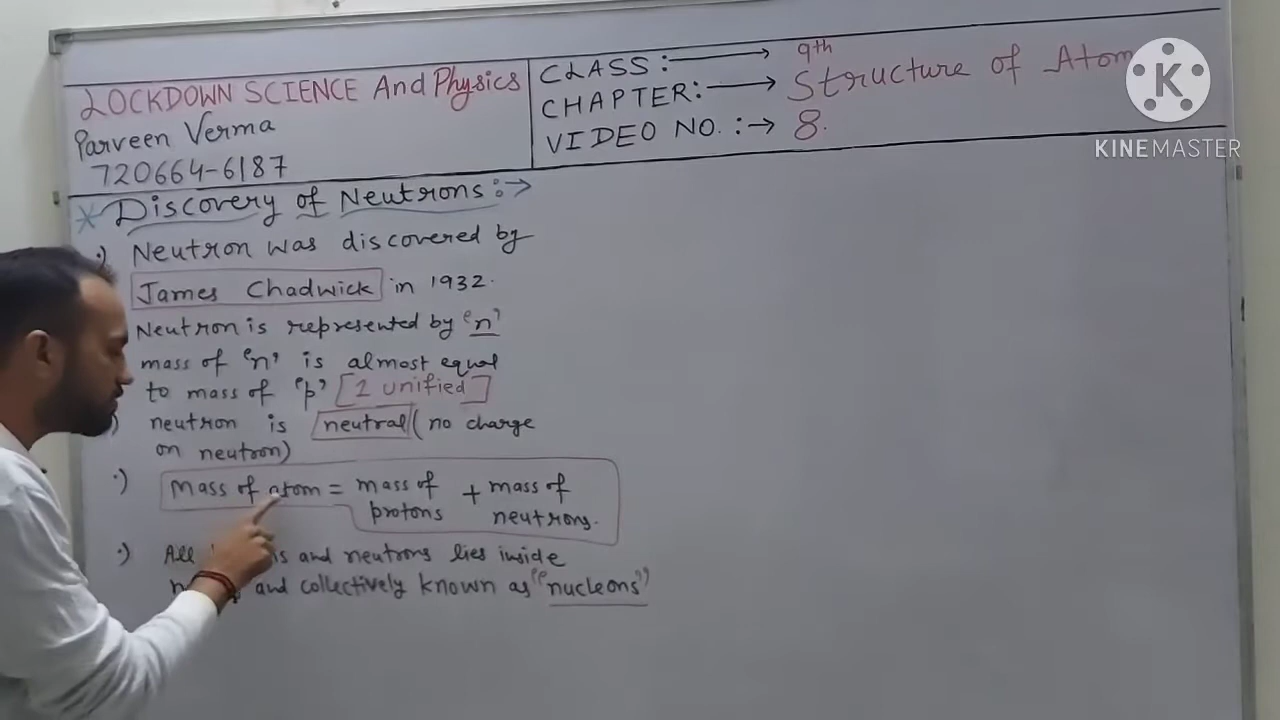 LOCKDOWN SCIENCE And Physics
Parveen Verma
720664-6187
CLASS :→ 9th
CHAPTER:→ Structure of Atom
VIDEO NO. :→ 8.
K
KINEMASTER
* Discovery of Neutrons :→
·) Neutron was discovered by
James Chadwick in 1932.
Neutron is represented by 'n'
mass of 'n' is almost equal
to mass of 'p' [1 unified]
) neutron is neutral (no charge
on neutron)
·) Mass of atom = mass of protons + mass of neutrons.
·) All and neutrons lies inside
and collectively known as "nucleons"